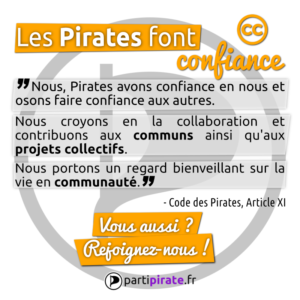 Les Pirates font
cc
confiance
❞Nous, Pirates avons confiance en nous et
osons faire confiance aux autres.
Nous croyons en la collaboration et
contribuons aux communs ainsi qu'aux
projets collectifs.
Nous portons un regard bienveillant sur la
vie en communauté.❞
- Code des Pirates, Article XI
Vous aussi ?
Rejoignez-nous !
partipirate.fr